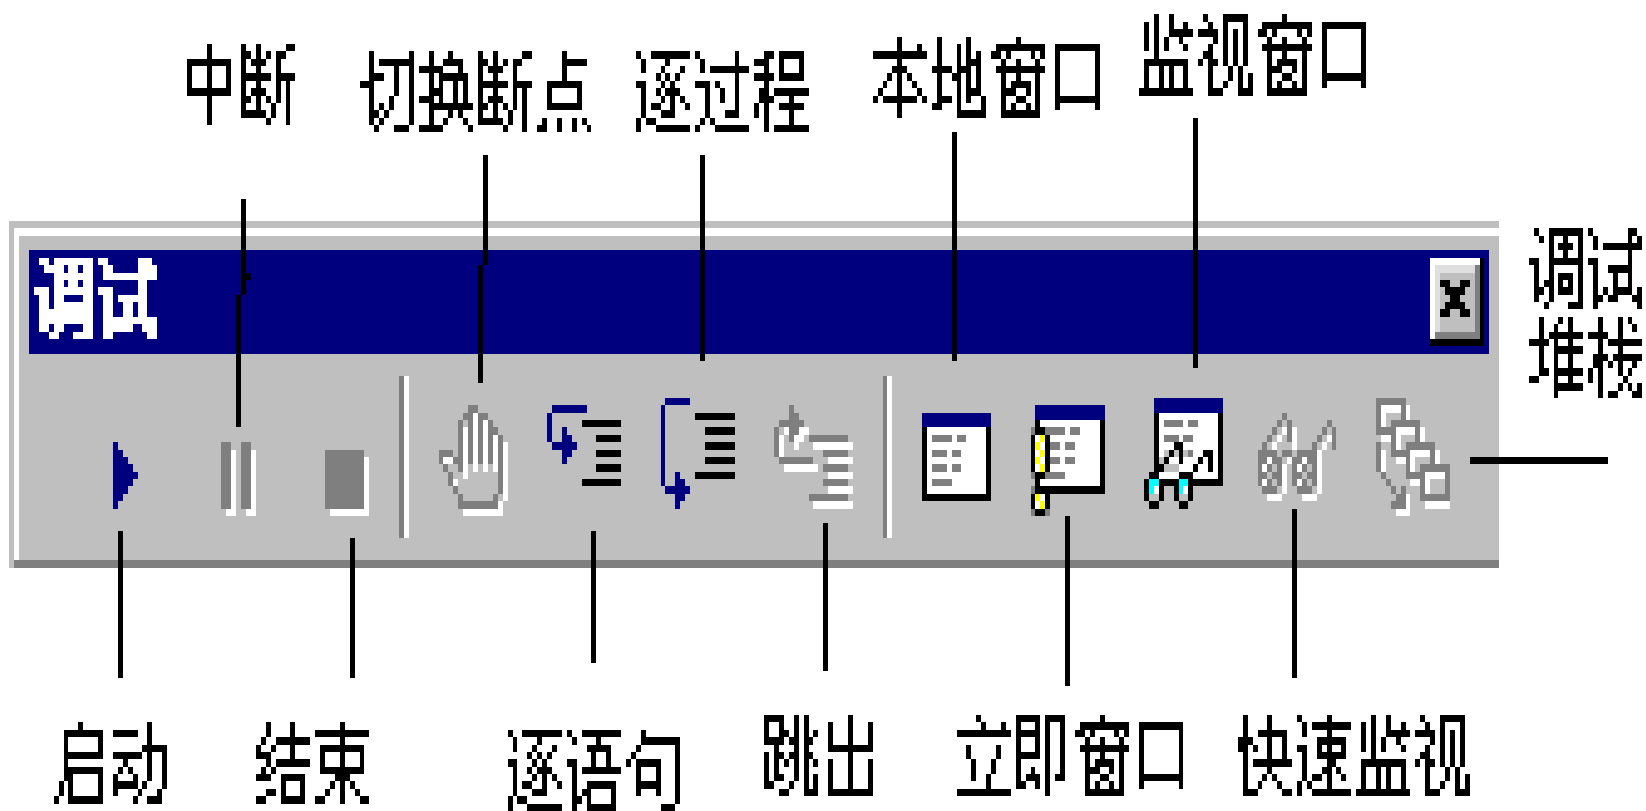 中断
切换断点
逐过程
本地窗口
监视窗口
调试
调试
堆栈
启动
结束
逐语句
跳出
立即窗口
快速监视